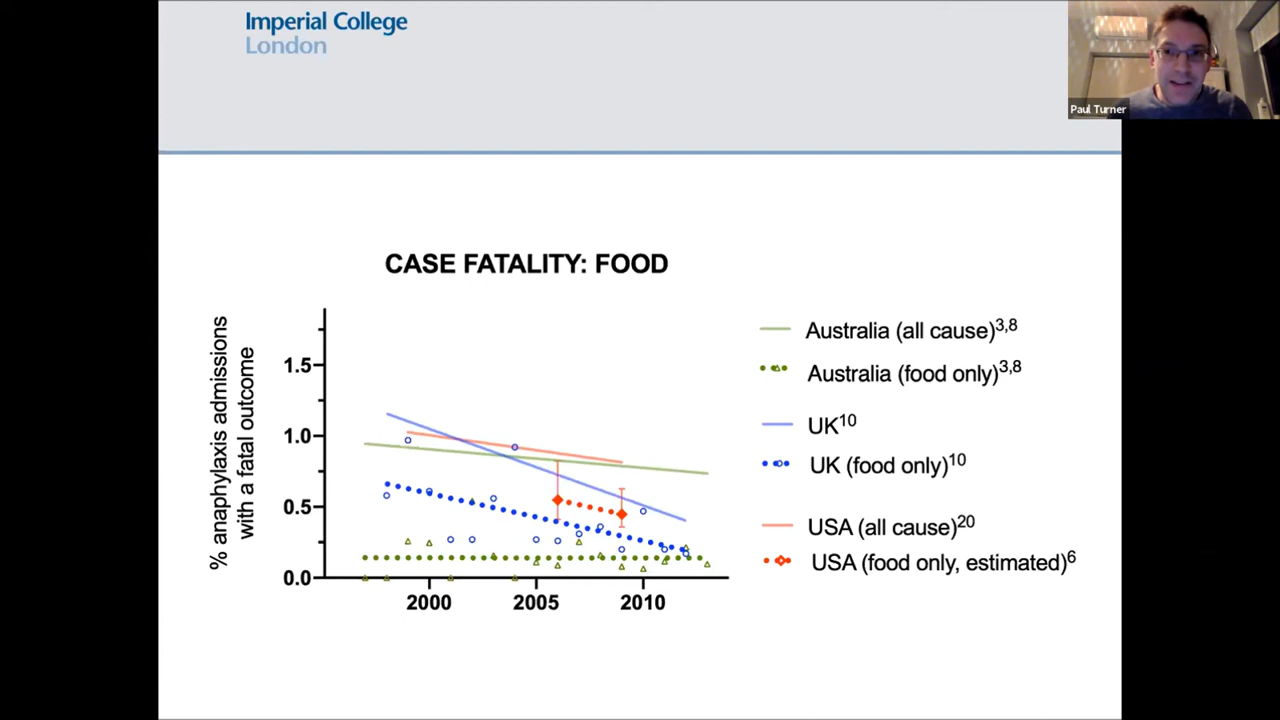 Imperial College
London
Paul Turner
CASE FATALITY: FOOD
% anaphylaxis admissions
with a fatal outcome
1.5
1.0
0.5
0.0
2000
2005
2010
Australia (all cause)3,8
Australia (food only)3,8
UK10
UK (food only)10
USA (all cause)20
USA (food only, estimated)6